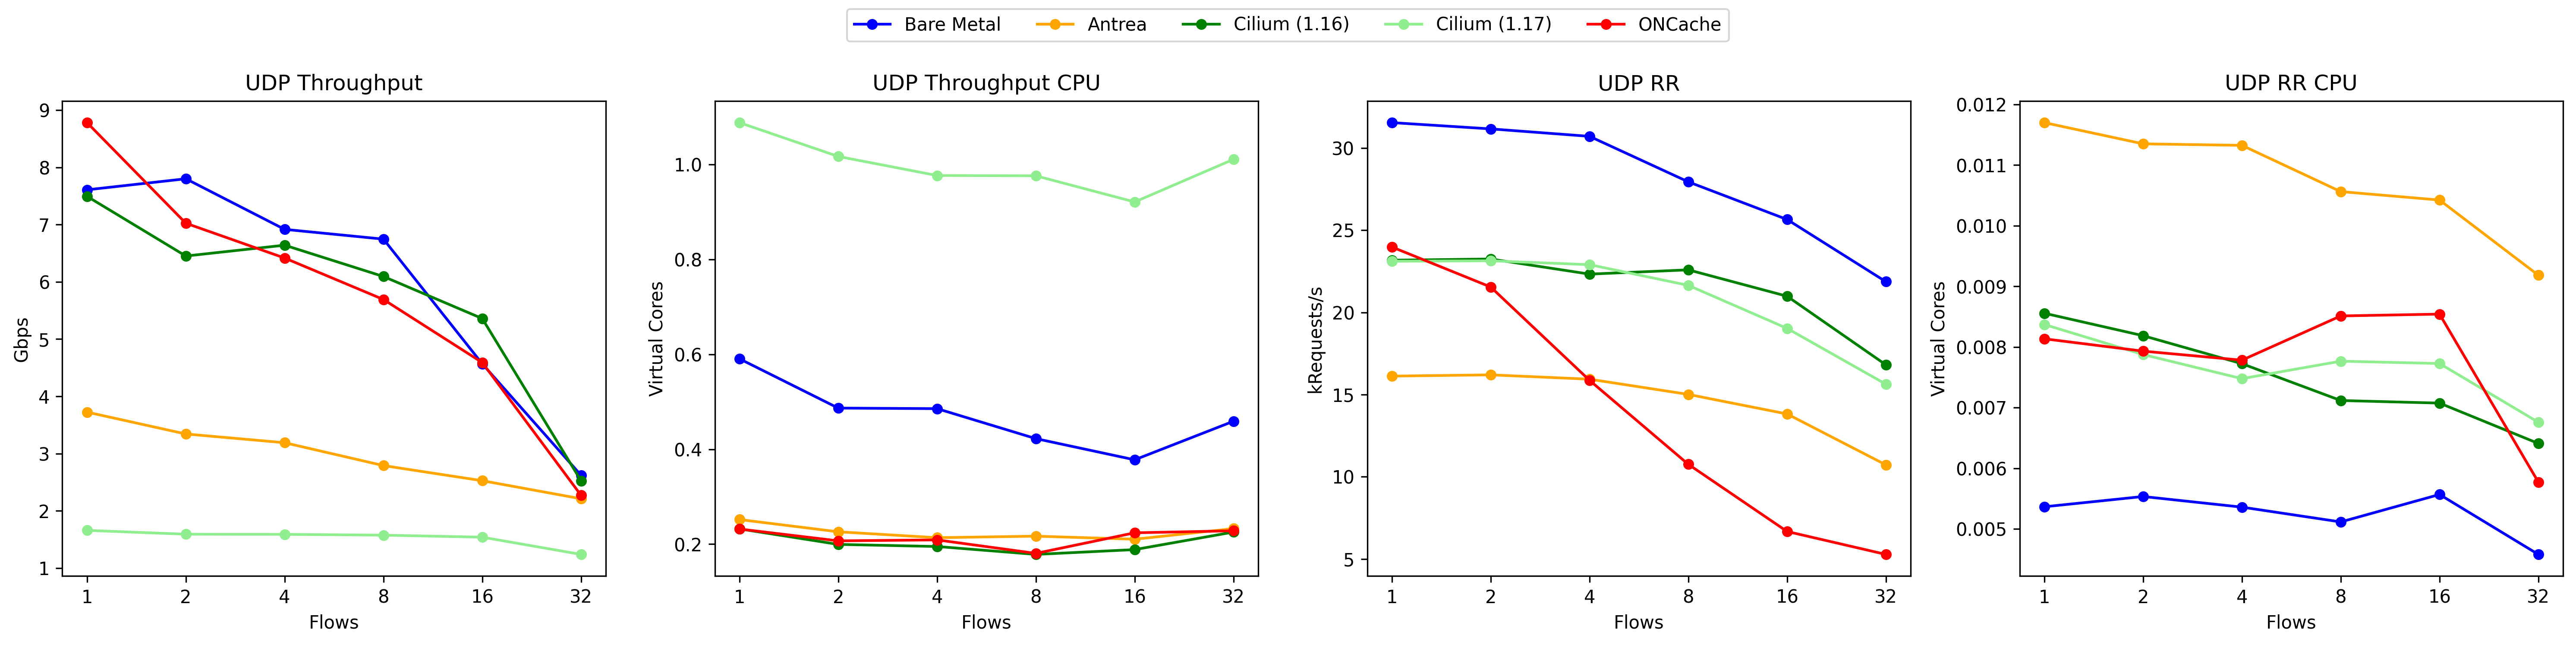 Bare Metal Antrea Cilium (1.16) Cilium (1.17) ONCache
UDP Throughput
9
8
7
6
5
4
3
2
1
Gbps
1 2 4 8 16 32
Flows
UDP Throughput CPU
1.0
0.8
0.6
0.4
0.2
Virtual Cores
1 2 4 8 16 32
Flows
UDP RR
30
25
20
15
10
5
kRequests/s
1 2 4 8 16 32
Flows
UDP RR CPU
0.012
0.011
0.010
0.009
0.008
0.007
0.006
0.005
Virtual Cores
1 2 4 8 16 32
Flows